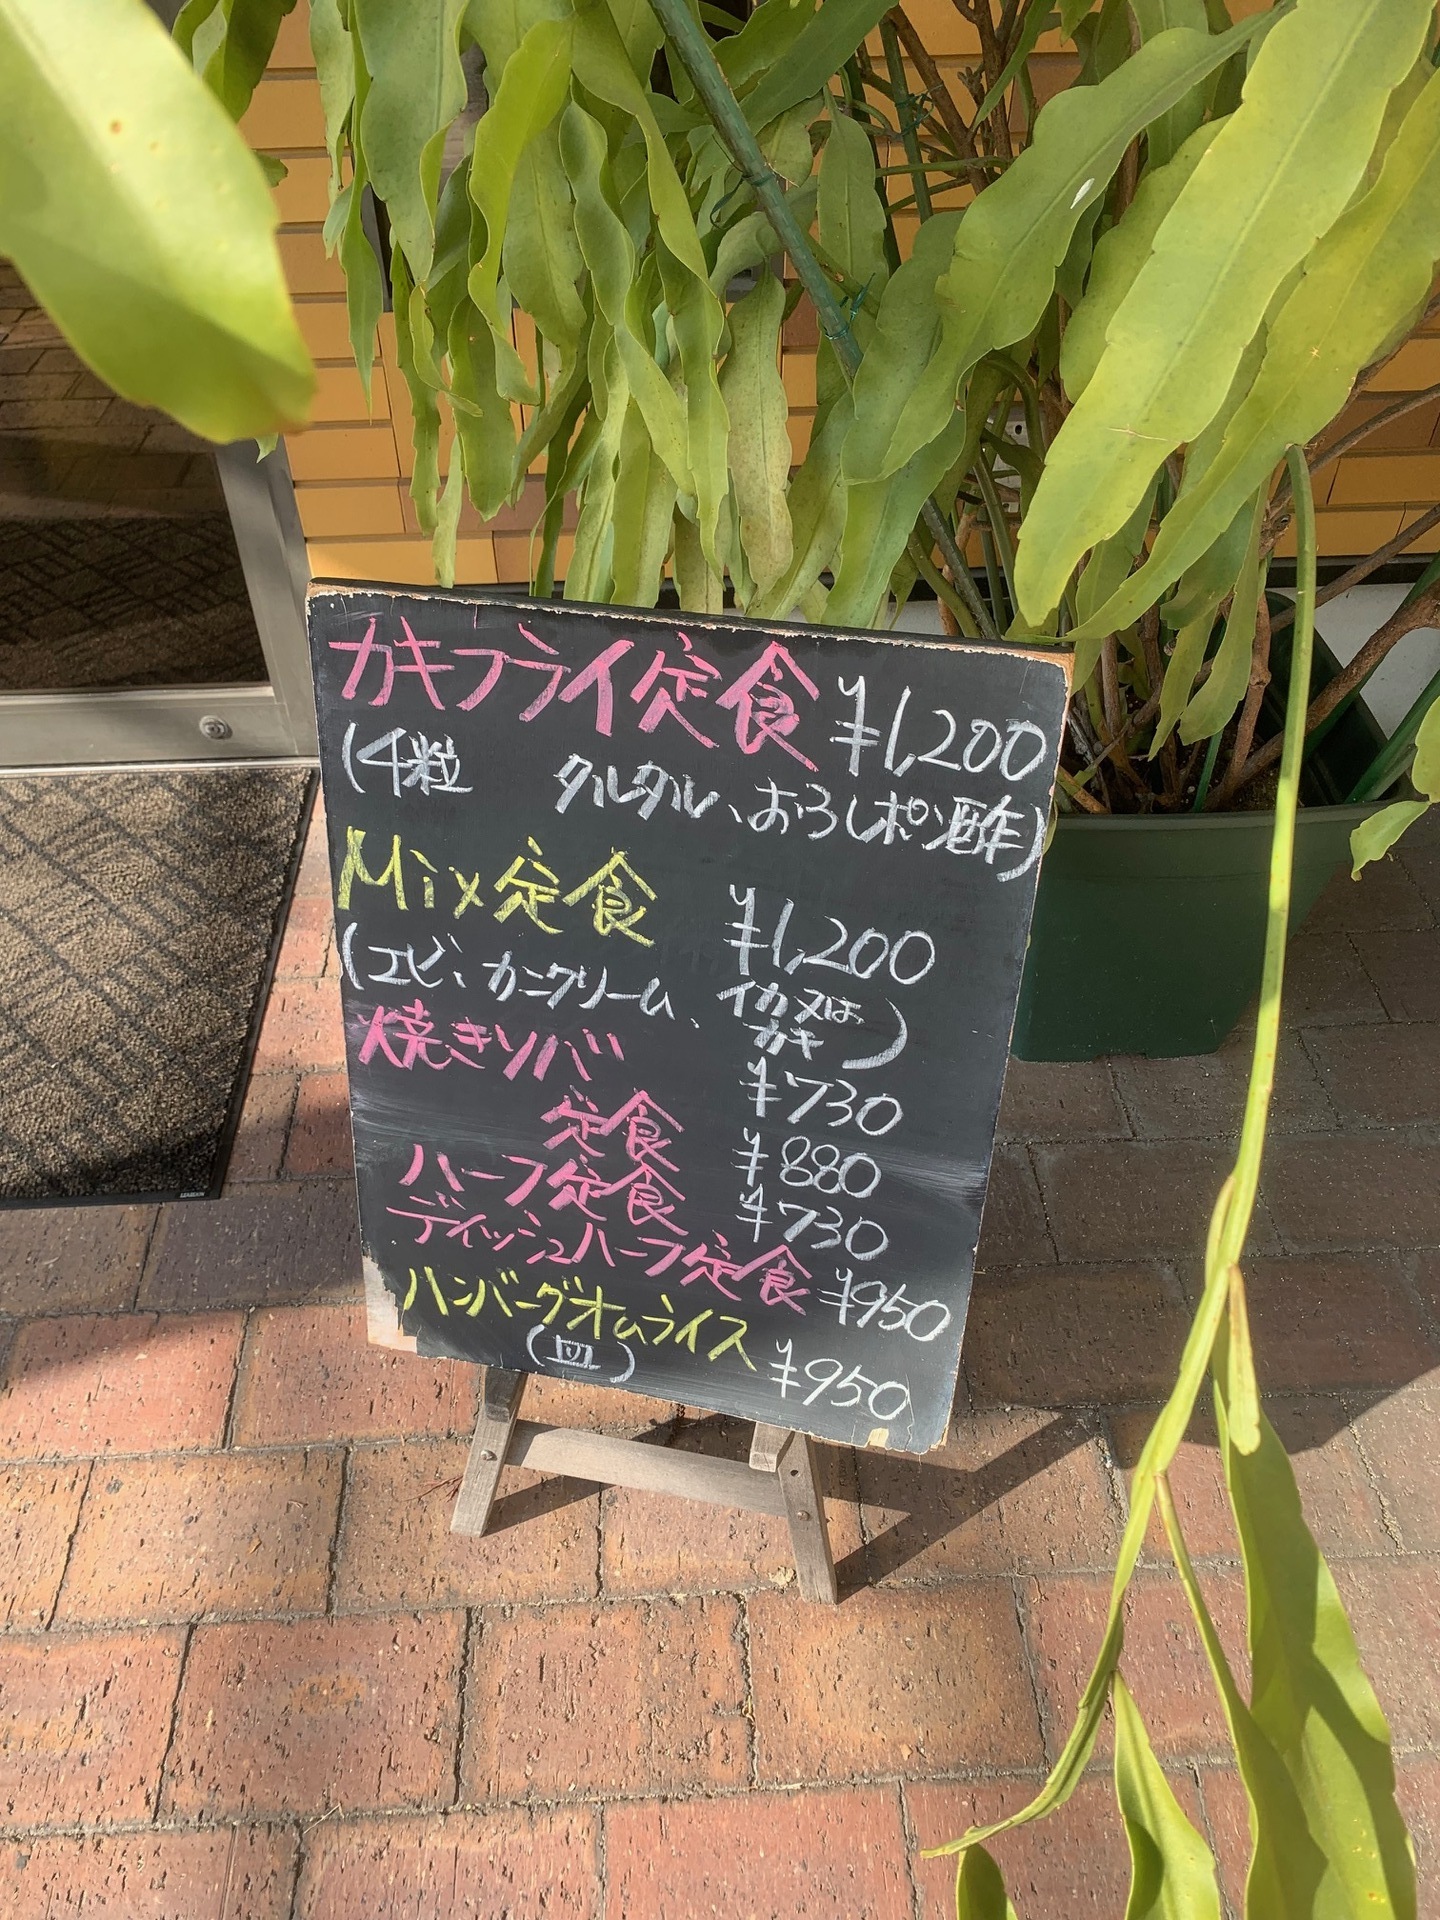 カキフライ定食 ¥1,200
(4粒 タルタル、おろしポン酢)
Mix定食 ¥1,200
(エビ、カニクリーム、イカ又はカキ)
焼きソバ ¥730
定食 ¥880
ハーフ定食 ¥730
ディッシュハーフ定食 ¥950
ハンバーグオムライス
(皿) ¥950